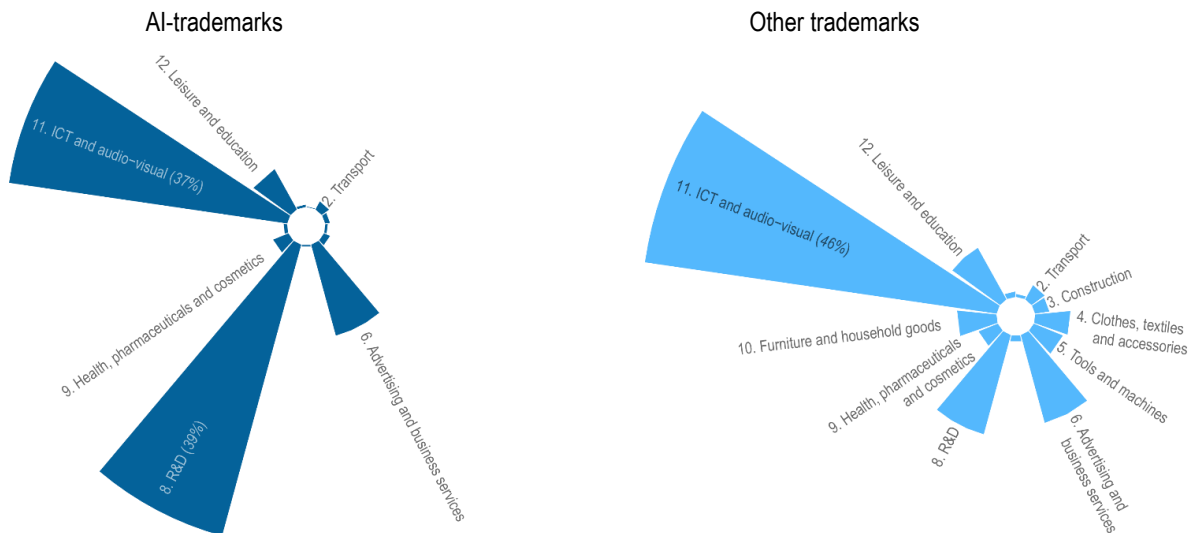 AI-trademarks
12. Leisure and education
11. ICT and audio−visual (37%)
2. Transport
9. Health, pharmaceuticals and cosmetics
8. R&D (39%)
6. Advertising and business services
Other trademarks
12. Leisure and education
11. ICT and audio−visual (46%)
2. Transport
3. Construction
4. Clothes, textiles
and accessories
5. Tools and machines
6. Advertising and
business services
8. R&D
9. Health, pharmaceuticals
and cosmetics
10. Furniture and household goods